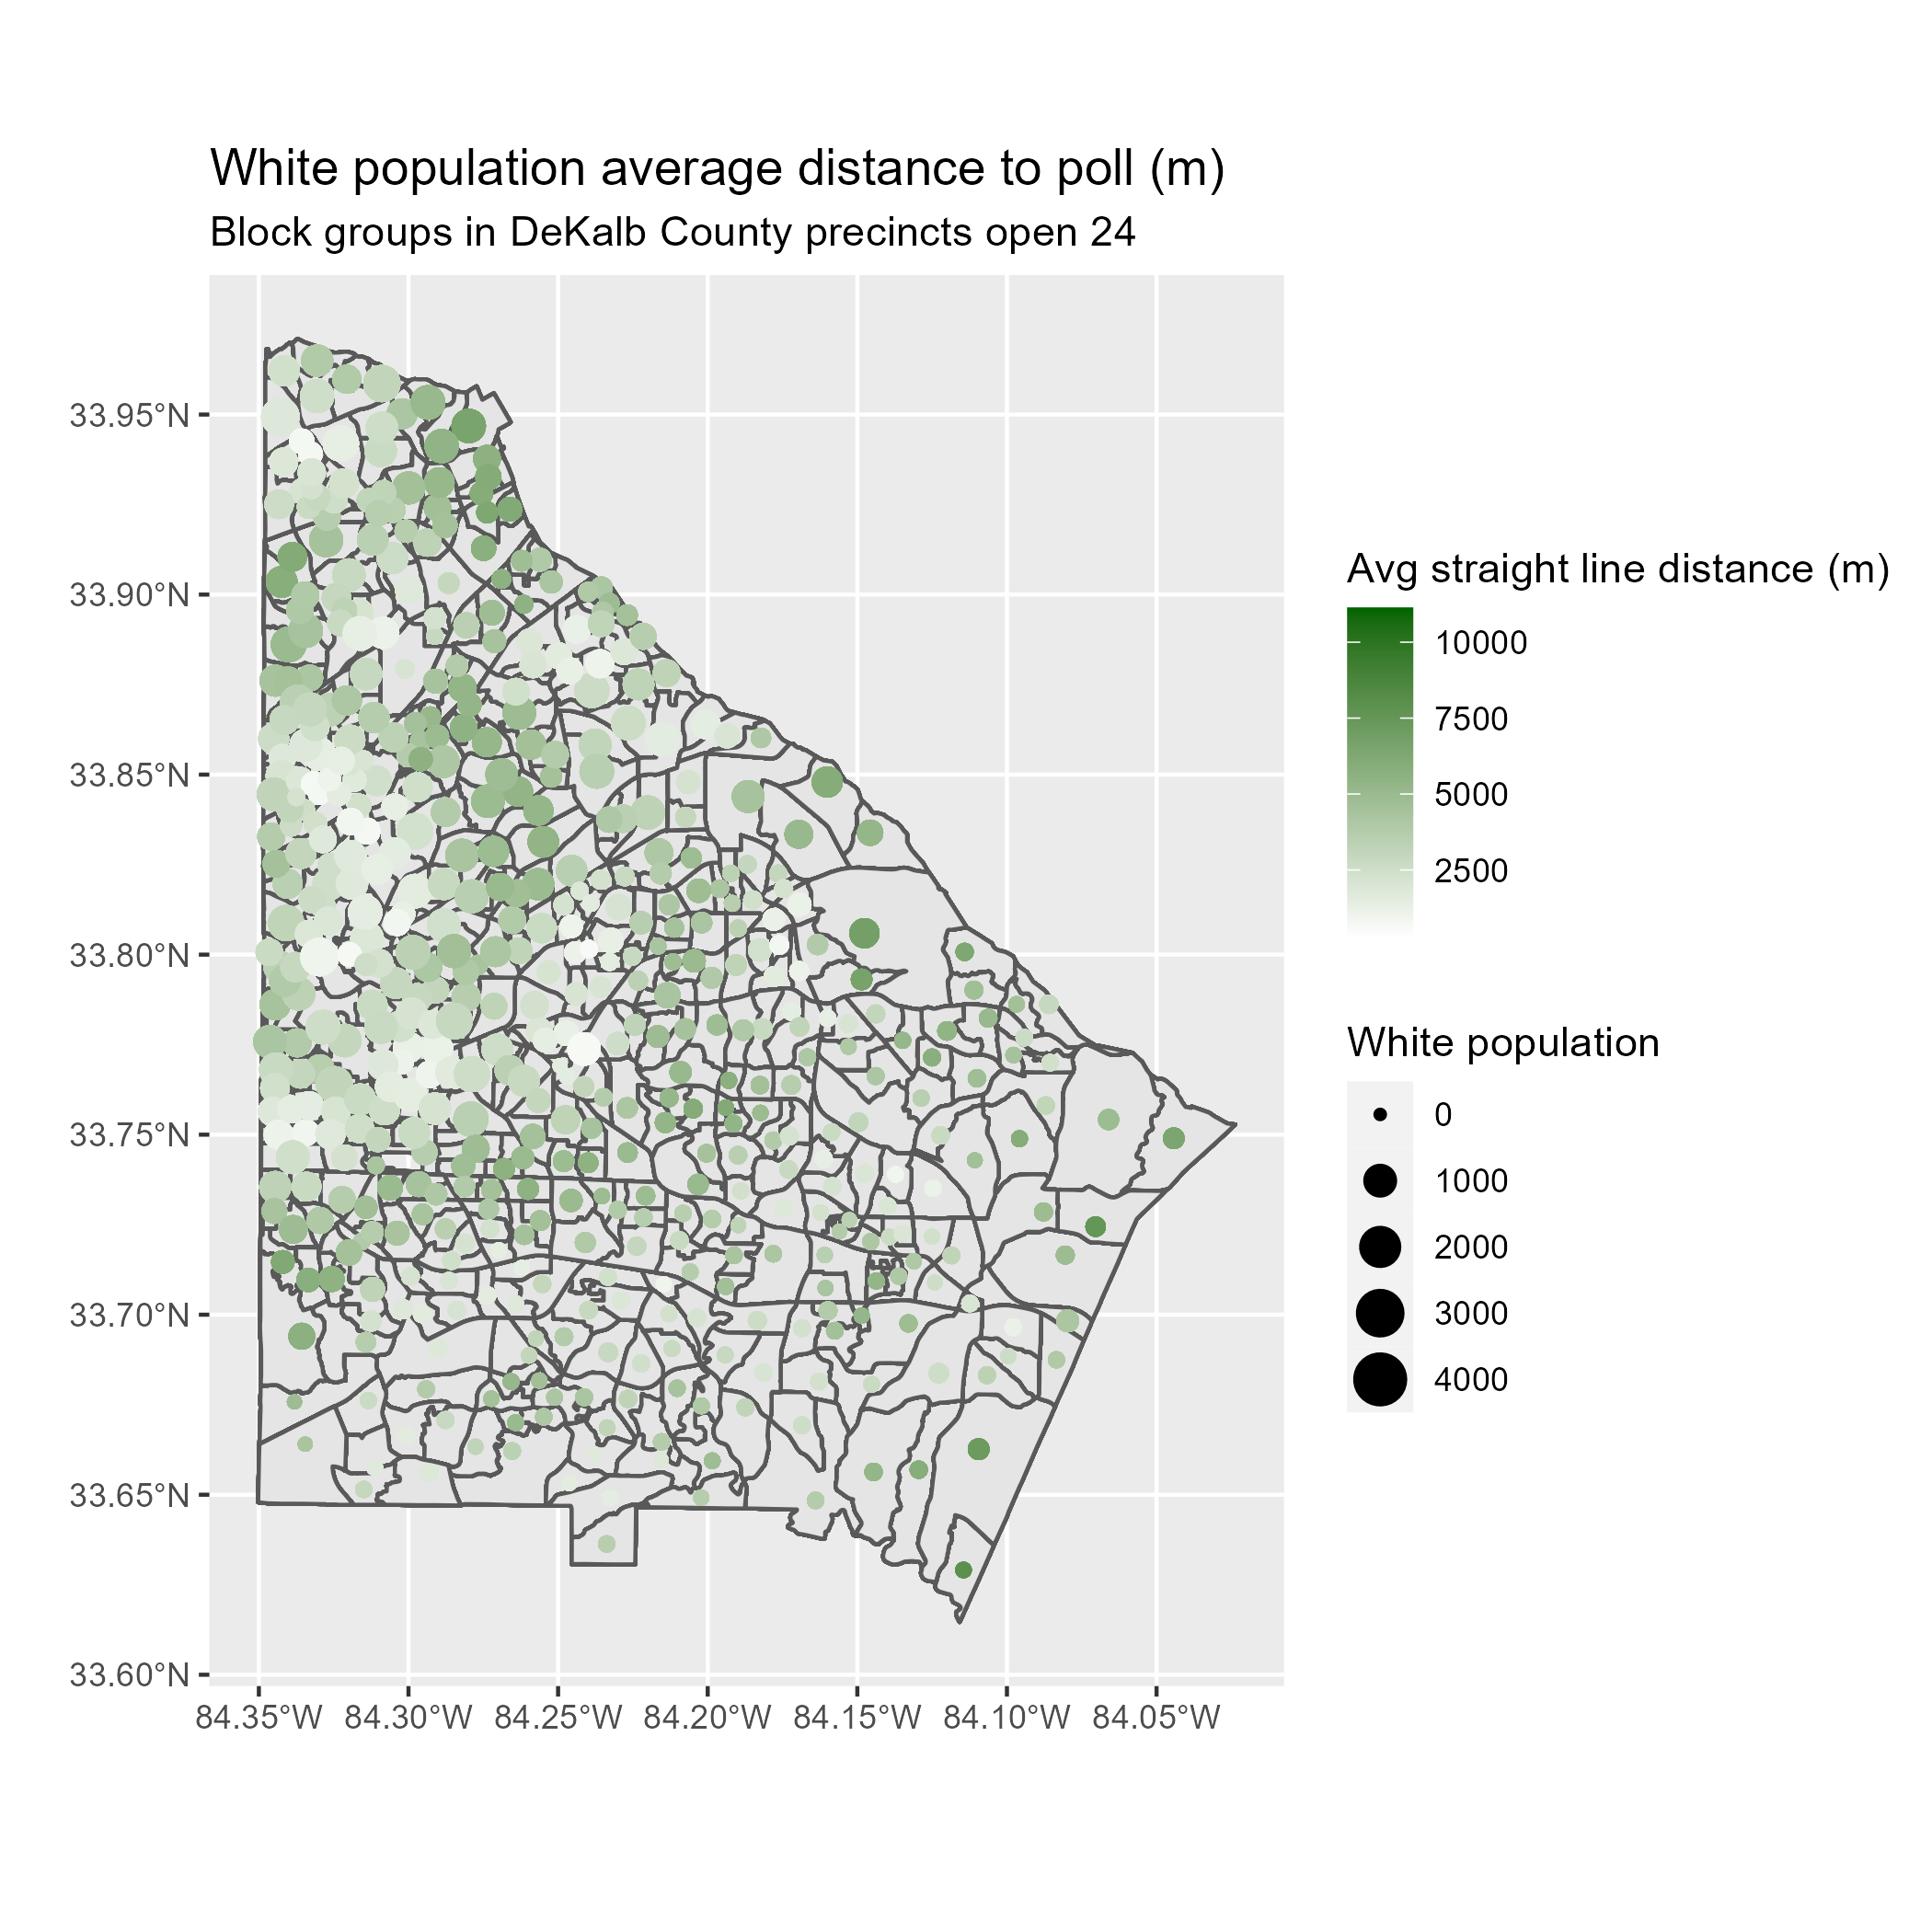 White population average distance to poll (m)
Block groups in DeKalb County precincts open 24
33.95°N
33.90°N
33.85°N
33.80°N
33.75°N
33.70°N
33.65°N
33.60°N
84.35°W 84.30°W 84.25°W 84.20°W 84.15°W 84.10°W 84.05°W
Avg straight line distance (m)
10000
7500
5000
2500
White population
0
1000
2000
3000
4000